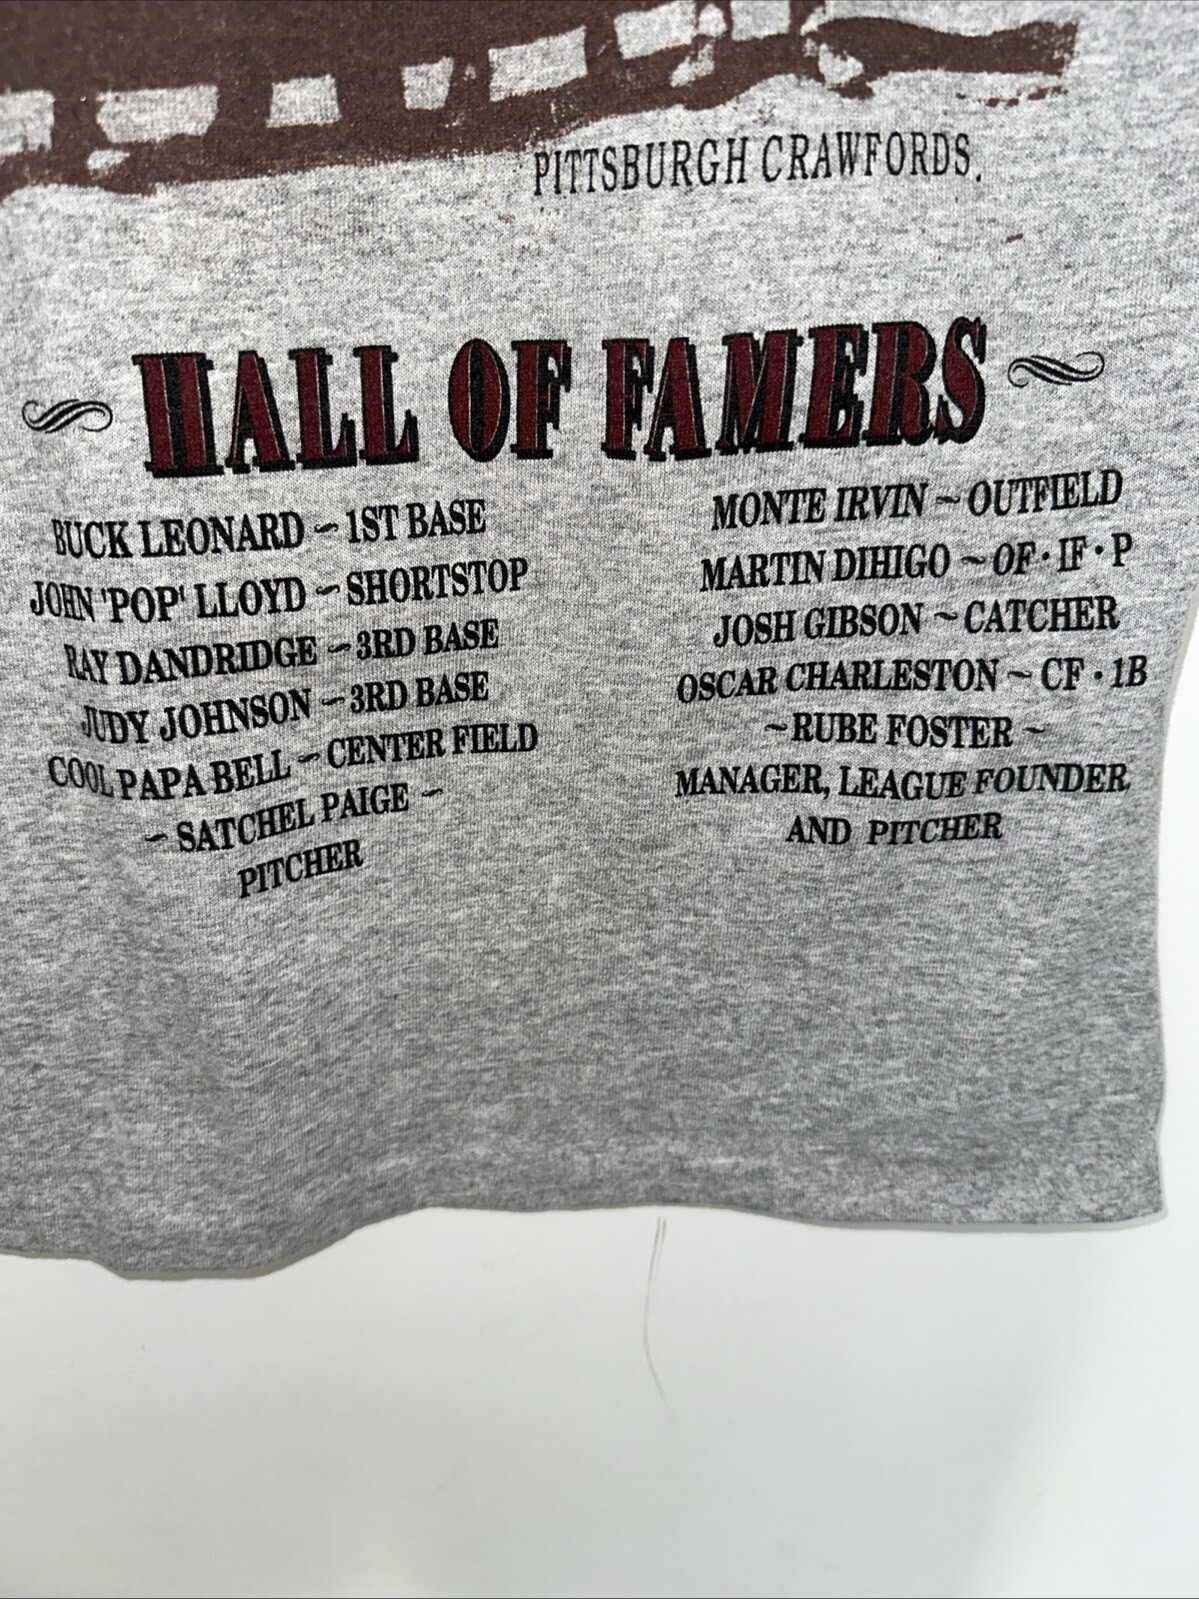 PITTSBURGH CRAWFORDS.
HALL OF FAMERS
BUCK LEONARD ~ 1ST BASE
JOHN 'POP' LLOYD ~ SHORTSTOP
RAY DANDRIDGE ~ 3RD BASE
JUDY JOHNSON ~ 3RD BASE
COOL PAPA BELL ~ CENTER FIELD
~ SATCHEL PAIGE ~
PITCHER
MONTE IRVIN ~ OUTFIELD
MARTIN DIHIGO ~ OF · IF · P
JOSH GIBSON ~ CATCHER
OSCAR CHARLESTON ~ CF · 1B
~ RUBE FOSTER ~
MANAGER, LEAGUE FOUNDER
AND PITCHER